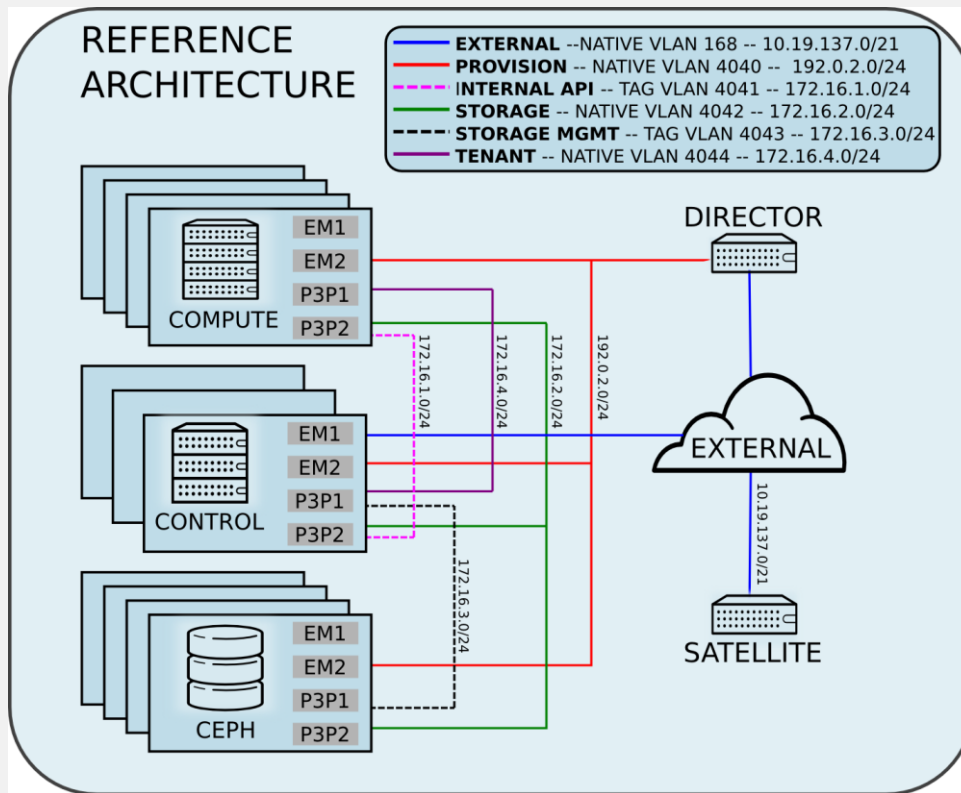 REFERENCE
ARCHITECTURE
EXTERNAL --NATIVE VLAN 168 -- 10.19.137.0/21
PROVISION -- NATIVE VLAN 4040 -- 192.0.2.0/24
INTERNAL API -- TAG VLAN 4041 -- 172.16.1.0/24
STORAGE -- NATIVE VLAN 4042 -- 172.16.2.0/24
STORAGE MGMT -- TAG VLAN 4043 -- 172.16.3.0/24
TENANT -- NATIVE VLAN 4044 -- 172.16.4.0/24
DIRECTOR
EM1
EM2
P3P1
P3P2
COMPUTE
172.16.1.0/24
172.16.4.0/24
172.16.2.0/24
192.0.2.0/24
EM1
EM2
P3P1
P3P2
CONTROL
EXTERNAL
10.19.137.0/21
172.16.3.0/24
EM1
EM2
P3P1
P3P2
CEPH
SATELLITE